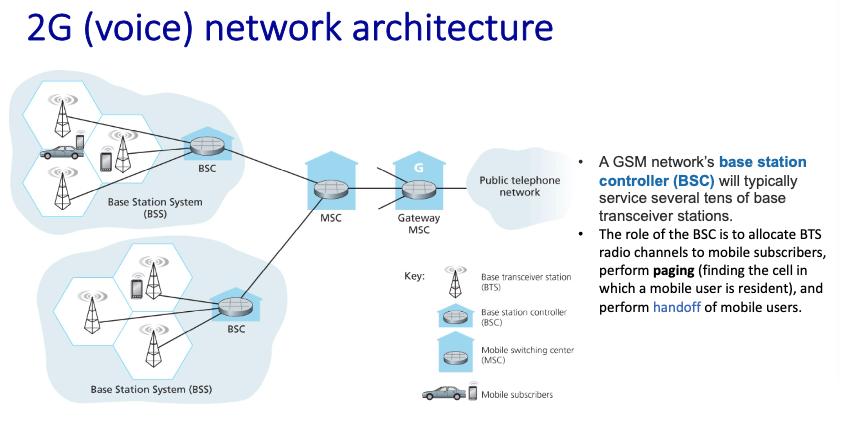 2G (voice) network architecture
BSC
Base Station System
(BSS)
G
Public telephone
network
MSC
Gateway
MSC
BSC
Base Station System (BSS)
Key:
Base transceiver station
(BTS)
Base station controller
(BSC)
Mobile switching center
(MSC)
Mobile subscribers
• A GSM network's base station
controller (BSC) will typically
service several tens of base
transceiver stations.
• The role of the BSC is to allocate BTS
radio channels to mobile subscribers,
perform paging (finding the cell in
which a mobile user is resident), and
perform handoff of mobile users.